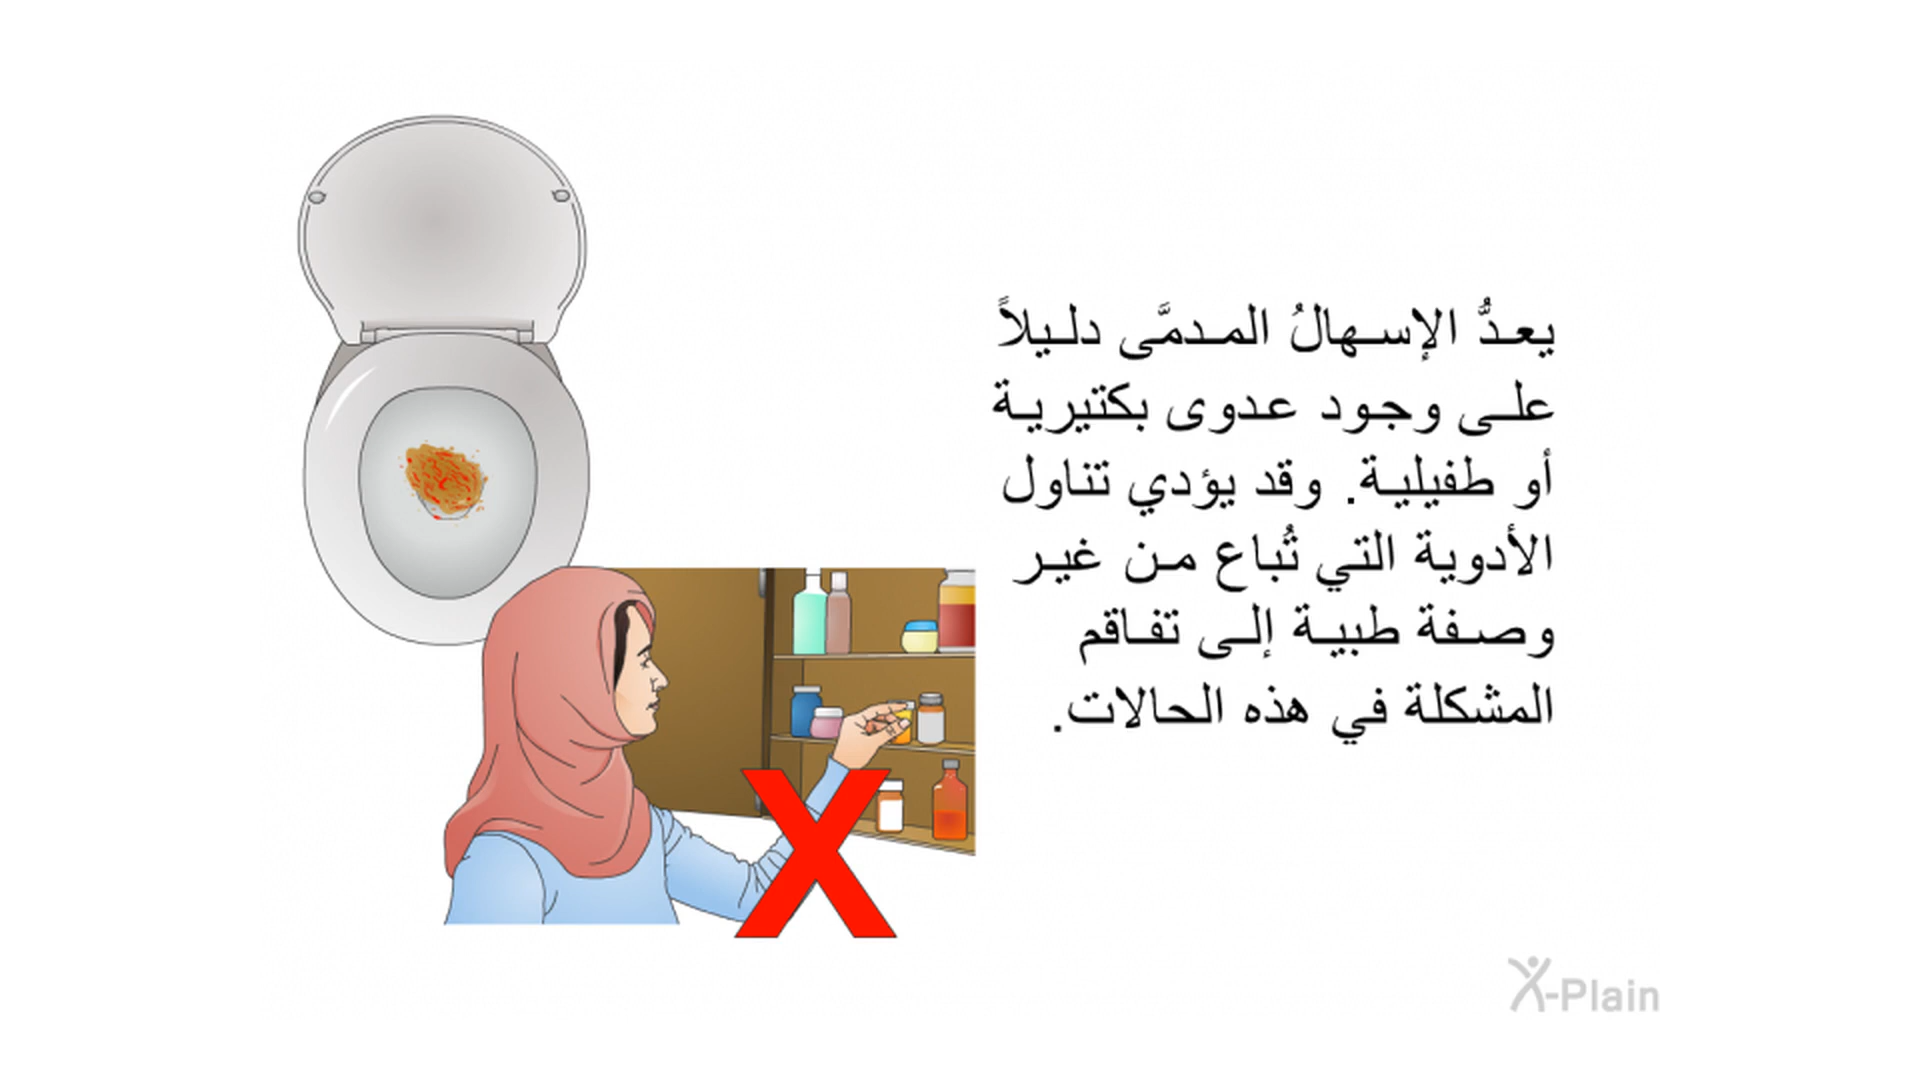 يعدُّ الإسهالُ المدمَّى دليلاً
على وجود عدوى بكتيرية
أو طفيلية. وقد يؤدي تناول
الأدوية التي تُباع من غير
وصفة طبية إلى تفاقم
المشكلة في هذه الحالات.
X-Plain